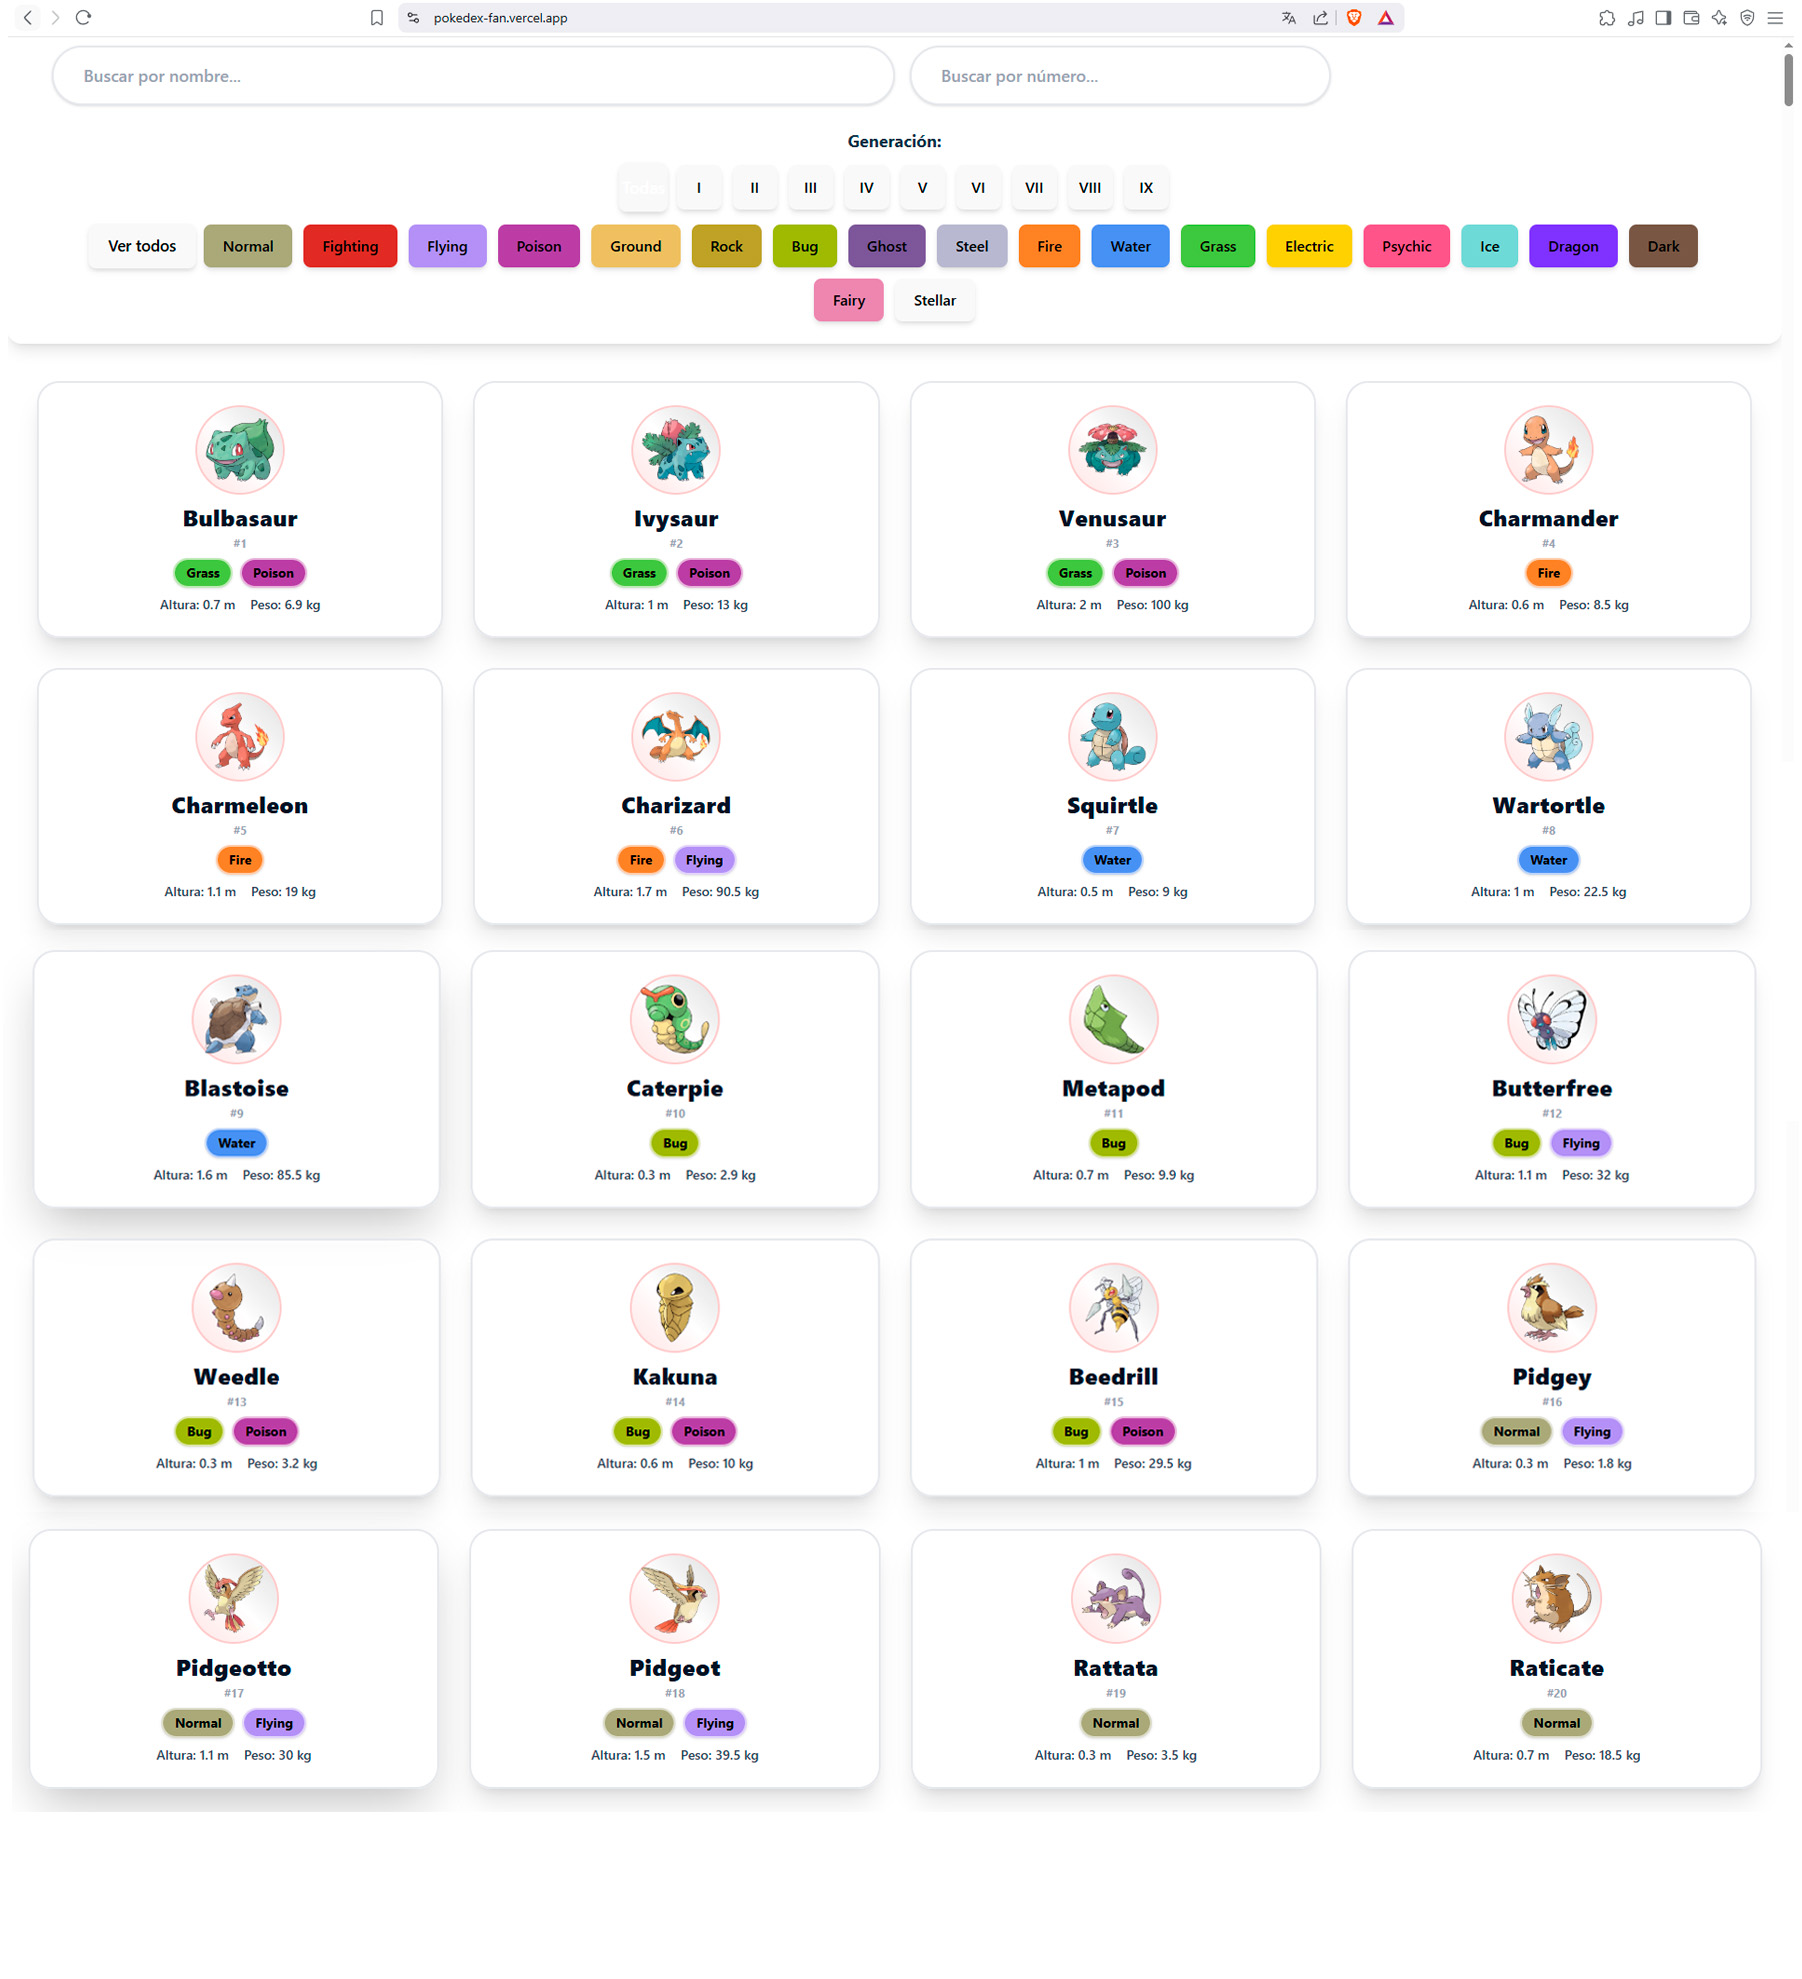 pokedex-fan.vercel.app
Buscar por nombre... Buscar por número...
Generación:
Todas I II III IV V VI VII VIII IX
Ver todos Normal Fighting Flying Poison Ground Rock Bug Ghost Steel Fire Water Grass Electric Psychic Ice Dragon Dark
Fairy Stellar
Bulbasaur Ivysaur Venusaur Charmander
#1 #2 #3 #4
Grass Poison Grass Poison Grass Poison Fire
Altura: 0.7 m Peso: 6.9 kg Altura: 1 m Peso: 13 kg Altura: 2 m Peso: 100 kg Altura: 0.6 m Peso: 8.5 kg
Charmeleon Charizard Squirtle Wartortle
#5 #6 #7 #8
Fire Fire Flying Water Water
Altura: 1.1 m Peso: 19 kg Altura: 1.7 m Peso: 90.5 kg Altura: 0.5 m Peso: 9 kg Altura: 1 m Peso: 22.5 kg
Blastoise Caterpie Metapod Butterfree
#9 #10 #11 #12
Water Bug Bug Bug Flying
Altura: 1.6 m Peso: 85.5 kg Altura: 0.3 m Peso: 2.9 kg Altura: 0.7 m Peso: 9.9 kg Altura: 1.1 m Peso: 32 kg
Weedle Kakuna Beedrill Pidgey
#13 #14 #15 #16
Bug Poison Bug Poison Bug Poison Normal Flying
Altura: 0.3 m Peso: 3.2 kg Altura: 0.6 m Peso: 10 kg Altura: 1 m Peso: 29.5 kg Altura: 0.3 m Peso: 1.8 kg
Pidgeotto Pidgeot Rattata Raticate
#17 #18 #19 #20
Normal Flying Normal Flying Normal Normal
Altura: 1.1 m Peso: 30 kg Altura: 1.5 m Peso: 39.5 kg Altura: 0.3 m Peso: 3.5 kg Altura: 0.7 m Peso: 18.5 kg